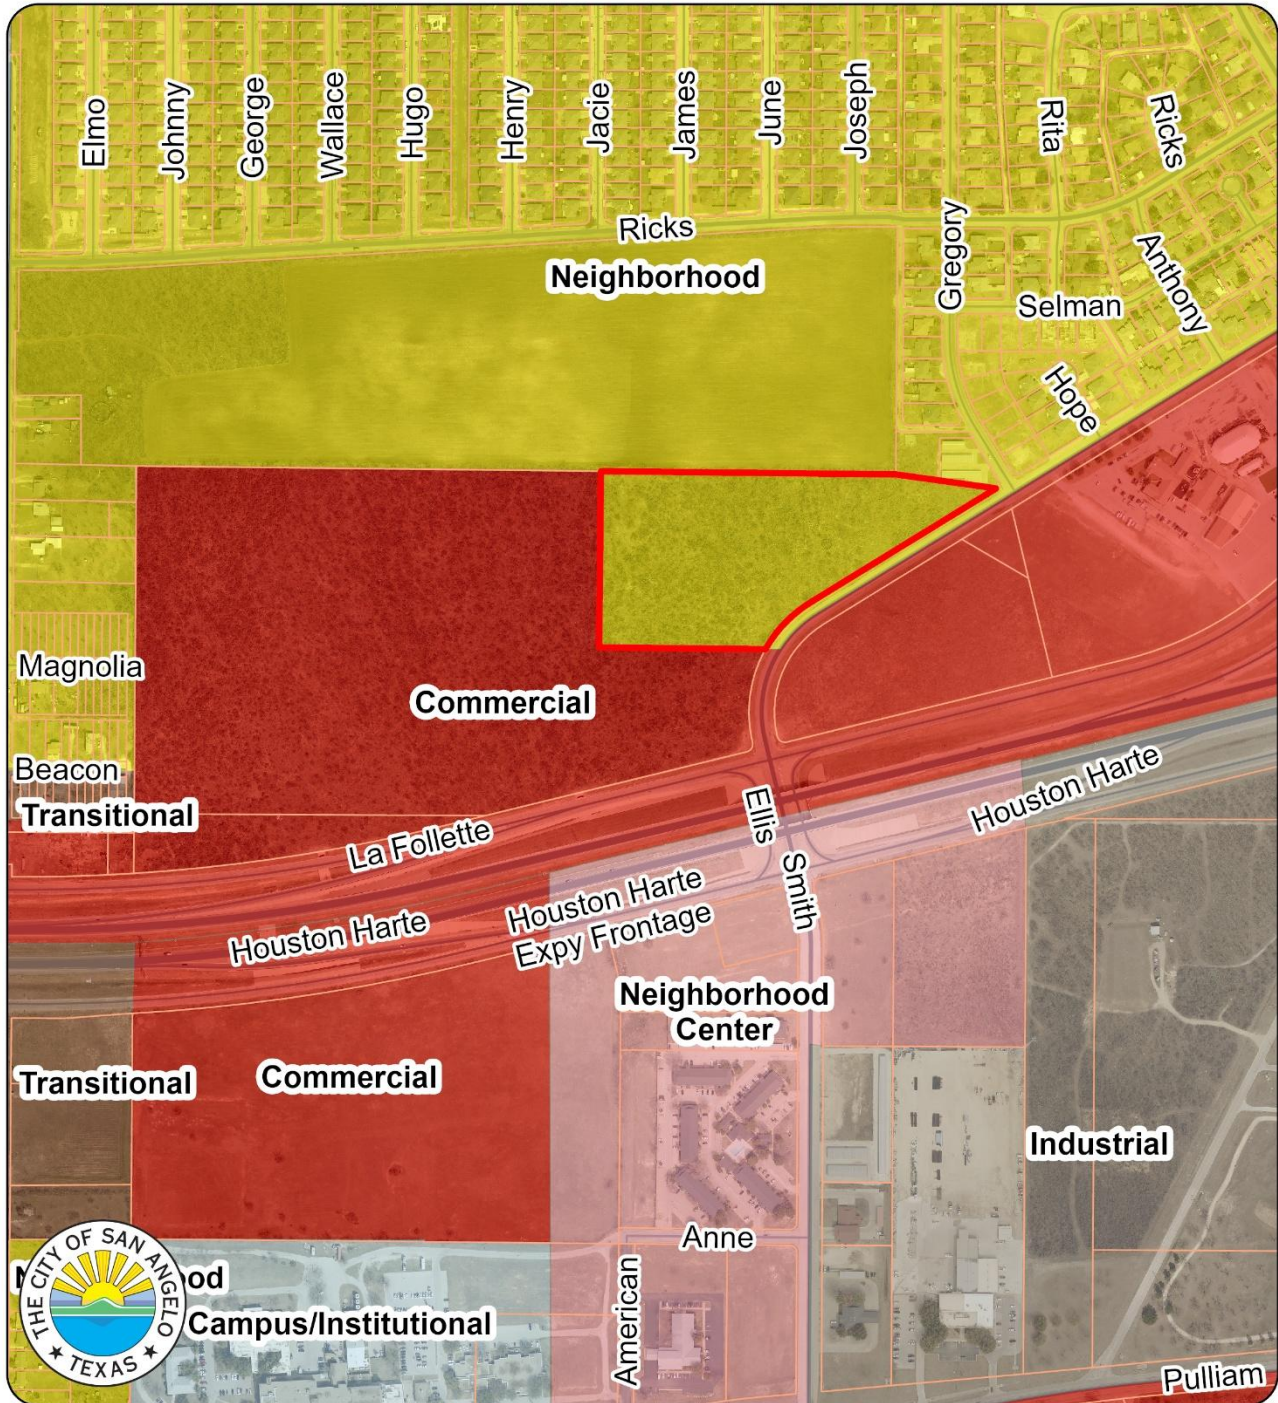 Elmo
Johnny
George
Wallace
Hugo
Henry
Jacie
James
June
Joseph
Rita
Ricks
Ricks
Neighborhood
Gregory
Selman
Anthony
Hope
Magnolia
Commercial
Beacon
Transitional
La Follette
Ellis Smith
Houston Harte
Houston Harte
Houston Harte
Expy Frontage
Neighborhood
Center
Transitional
Commercial
Industrial
Anne
American
Campus/Institutional
THE CITY OF SAN ANGELO
★ TEXAS ★
Pulliam